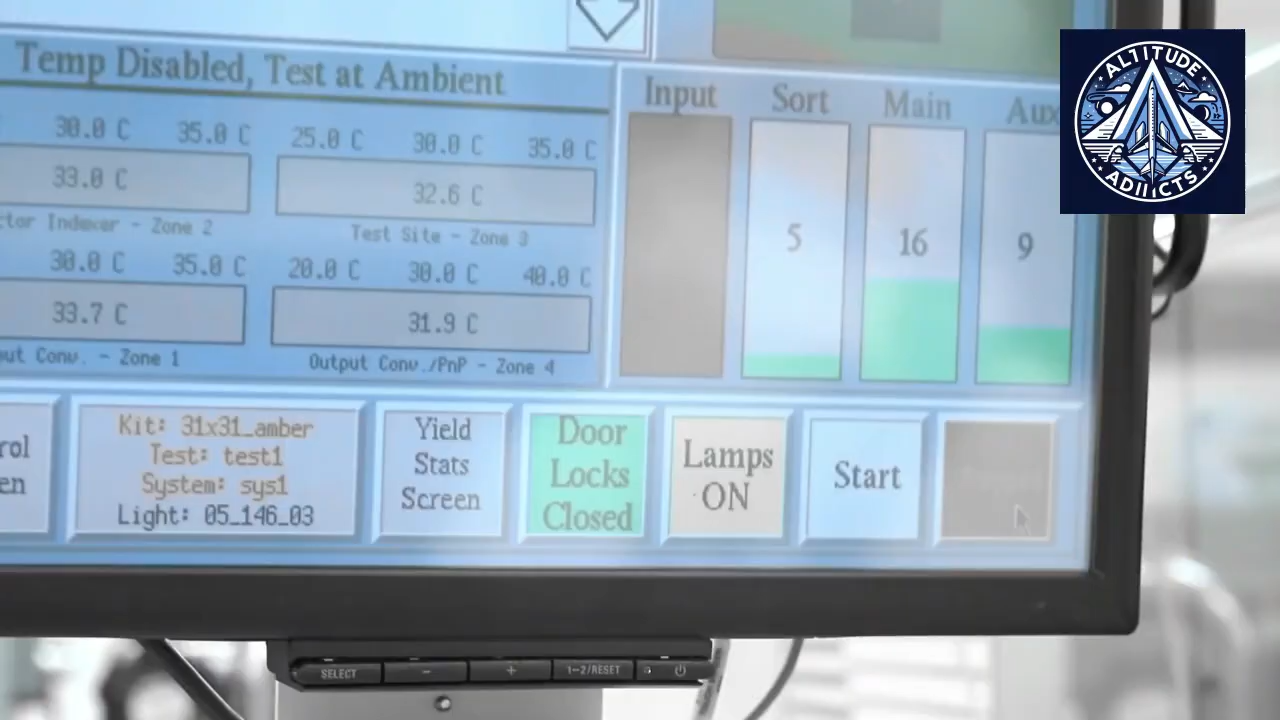 Temp Disabled, Test at Ambient
30.0 C 35.0 C 25.0 C 30.0 C 35.0 C
33.0 C 32.6 C
ctor Indexer - Zone 2 Test Site - Zone 3
30.0 C 35.0 C 20.0 C 30.0 C 40.0 C
33.7 C 31.9 C
ut Conv. - Zone 1 Output Conv./PnP - Zone 4
Input Sort Main Aux
5 16 9
rol
en
Kit: 31x31_amber
Test: test1
System: sys1
Light: 05_146_03
Yield
Stats
Screen
Door
Locks
Closed
Lamps
ON
Start
SELECT - + 1-2/RESET
AL1ITUDE
ADIIICTS